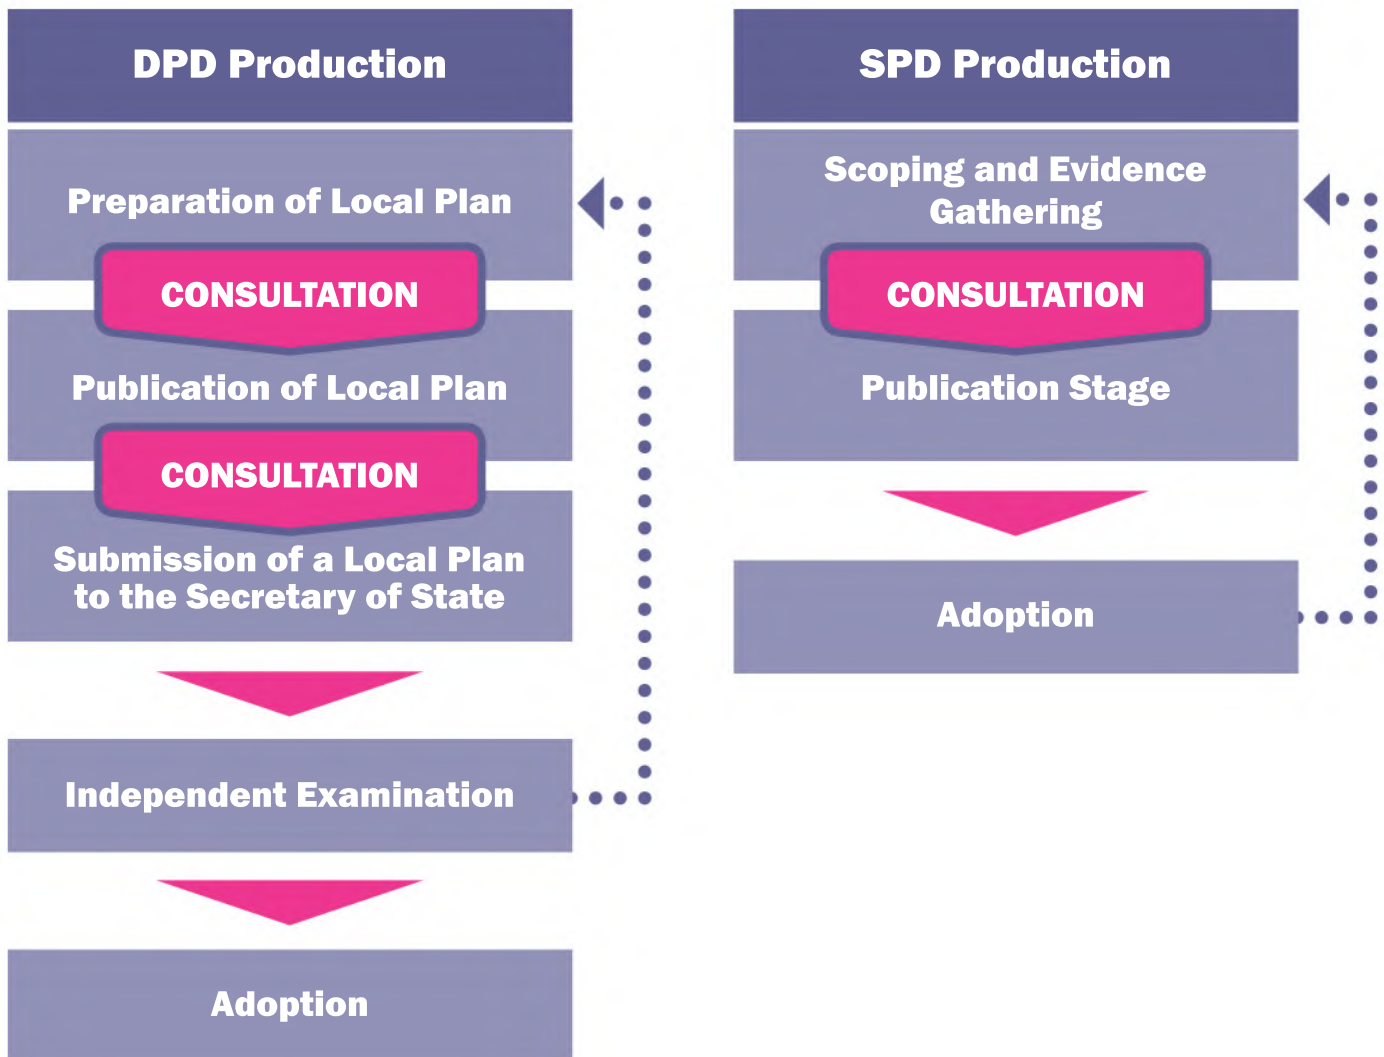 DPD Production
Preparation of Local Plan
CONSULTATION
Publication of Local Plan
CONSULTATION
Submission of a Local Plan
to the Secretary of State
Independent Examination
Adoption
SPD Production
Scoping and Evidence
Gathering
CONSULTATION
Publication Stage
Adoption